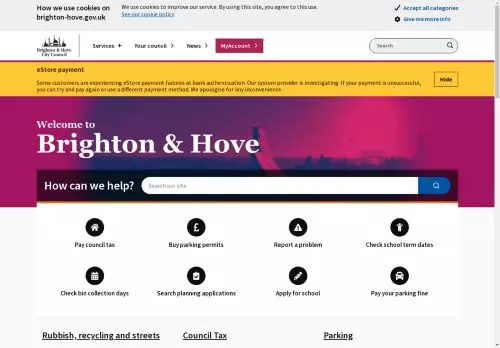 How we use cookies on
brighton-hove.gov.uk
We use cookies to improve our service. By using this site, you agree to this use.
See our cookie policy
Accept all categories
Give me more info
Brighton & Hove
City Council
Services +
Your council >
News >
MyAccount >
Search
eStore payment
Some customers are experiencing eStore payment failures at bank authentication. Our system provider is investigating. If your payment is unsuccessful,
you can try and pay again or use a different payment method. We apologise for any inconvenience.
Hide
Welcome to
Brighton & Hove
How can we help?
Search our site
Pay council tax
£
Buy parking permits
Report a problem
Check school term dates
Check bin collection days
Search planning applications
Apply for school
Pay your parking fine
Rubbish, recycling and streets
Council Tax
Parking